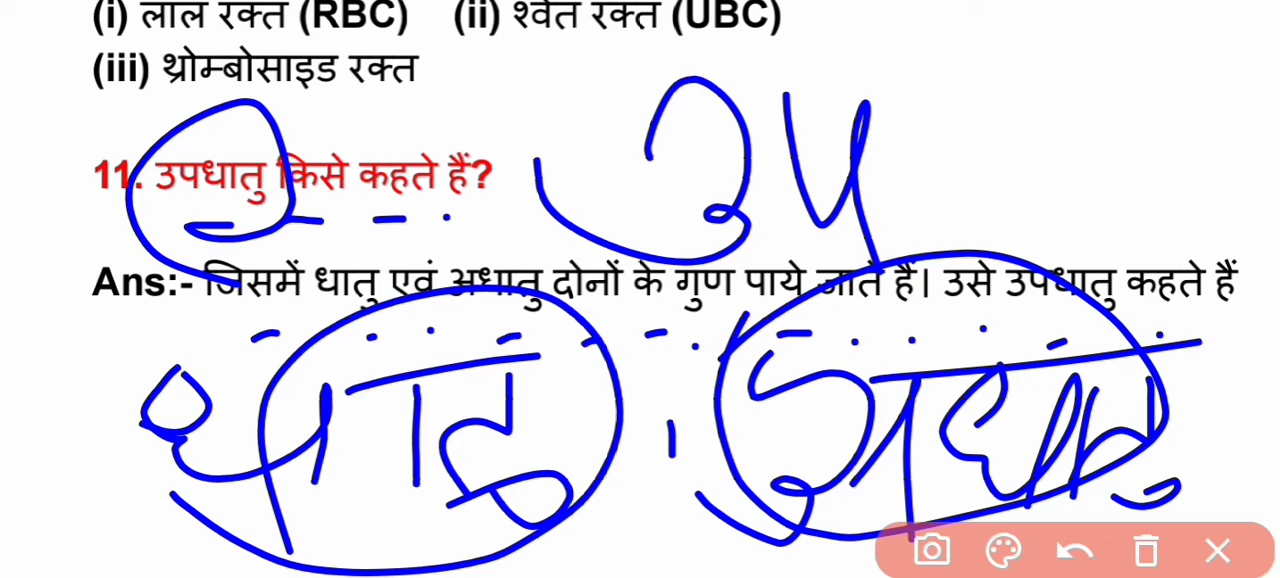 (i) लाल रक्त (RBC) (ii) श्वेत रक्त (UBC)
(iii) थ्रोम्बोसाइड रक्त
11. उपधातु किसे कहते हैं?
उप
Ans:- जिसमें धातु एवं अधातु दोनों के गुण पाये जाते हैं। उसे उपधातु कहते हैं
धातु अधातु